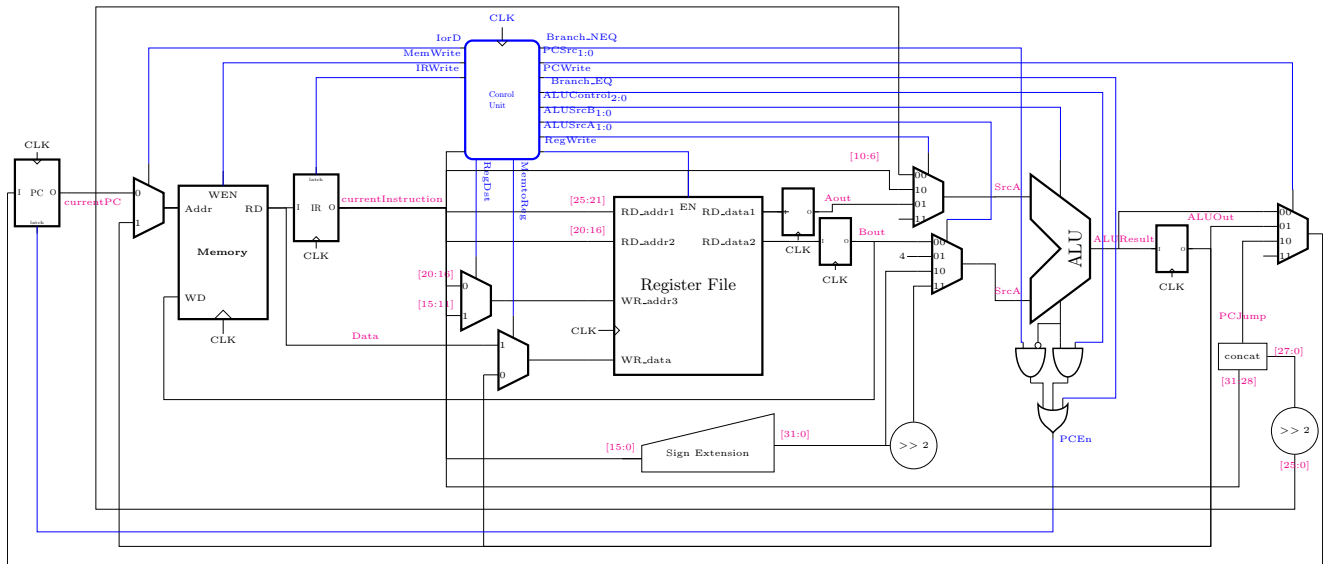 CLK
IorD
Branch_NEQ
MemWrite
PCSrc1:0
IRWrite
PCWrite
Branch_EQ
Conrol
Unit
ALUControl2:0
ALUSrcB1:0
ALUSrcA1:0
RegWrite
RegDst
MemtoReg
CLK
I PC O
latch
currentPC
0
1
WEN
Addr
RD
Memory
WD
CLK
latch
I IR O
CLK
currentInstruction
[25:21]
[20:16]
[20:16]
0
[15:11]
1
Data
1
0
EN
RD_addr1
RD_data1
RD_addr2
RD_data2
Register File
WR_addr3
CLK
WR_data
I
O
CLK
Aout
I
O
CLK
Bout
[10:6]
00
10
01
11
SrcA
00
4
01
10
11
SrcA
ALU
ALUResult
I
O
CLK
ALUOut
00
01
10
11
PCJump
concat
[27:0]
[31:28]
>> 2
[25:0]
PCEn
[15:0]
Sign Extension
[31:0]
>> 2